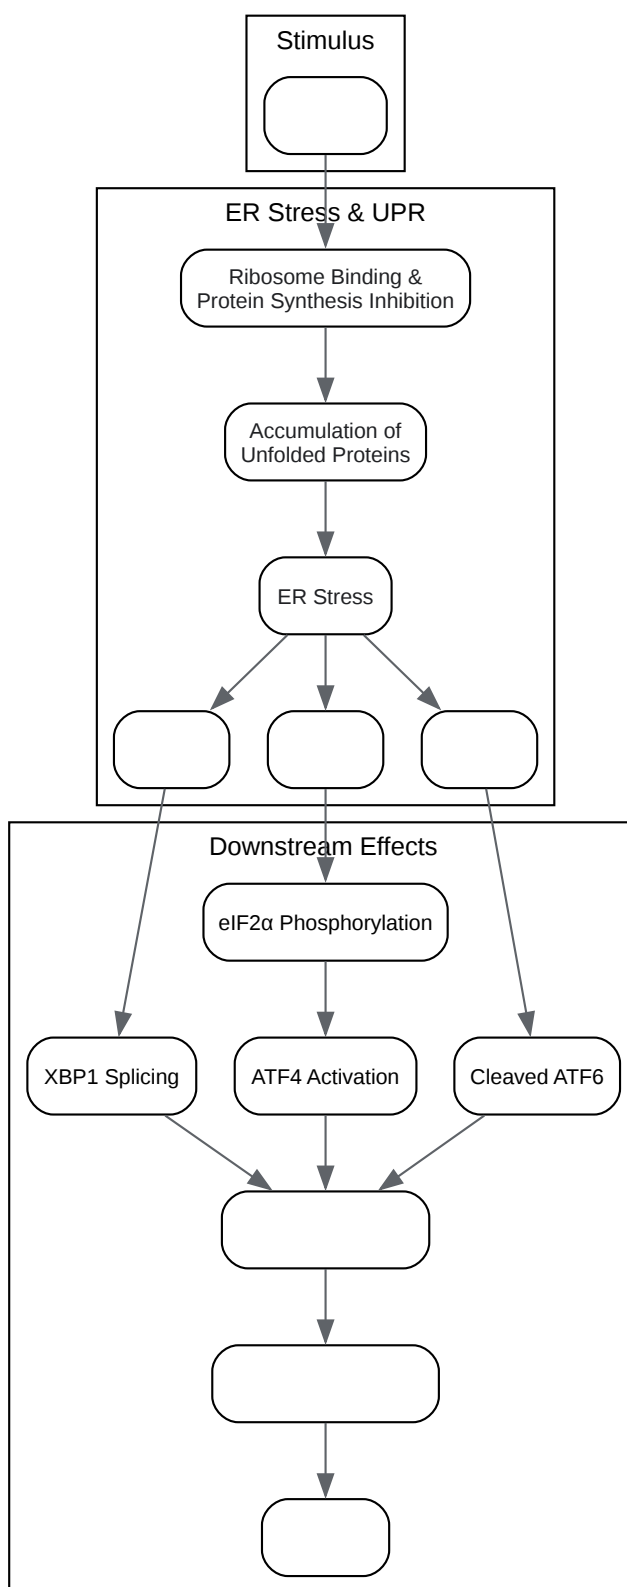 Stimulus
ER Stress & UPR
Ribosome Binding &
Protein Synthesis Inhibition
Accumulation of
Unfolded Proteins
ER Stress
Downstream Effects
eIF2α Phosphorylation
XBP1 Splicing
ATF4 Activation
Cleaved ATF6